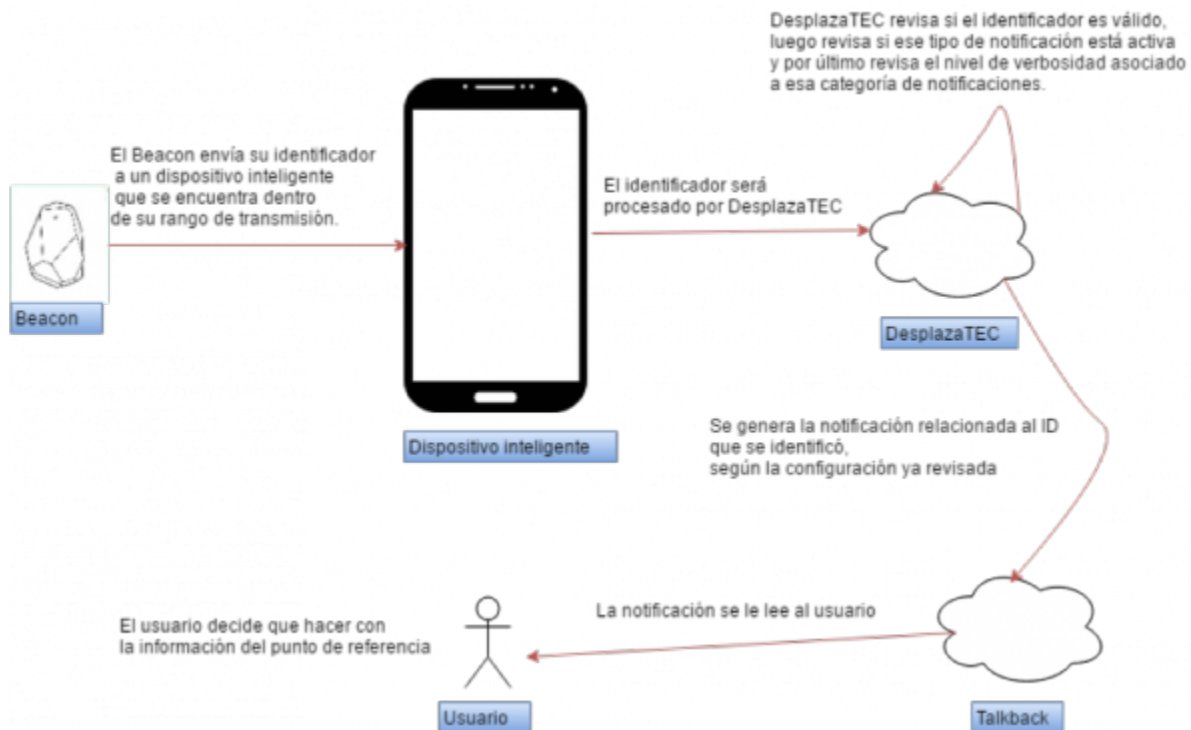 DesplazaTEC revisa si el identificador es válido,
luego revisa si ese tipo de notificación está activa
y por último revisa el nivel de verbosidad asociado
a esa categoría de notificaciones.
El Beacon envía su identificador
a un dispositivo inteligente
que se encuentra dentro
de su rango de transmisión.
El identificador será
procesado por DesplazaTEC
Beacon
DesplazaTEC
Dispositivo inteligente
Se genera la notificación relacionada al ID
que se identificó,
según la configuración ya revisada
La notificación se le lee al usuario
El usuario decide que hacer con
la información del punto de referencia
Usuario
Talkback